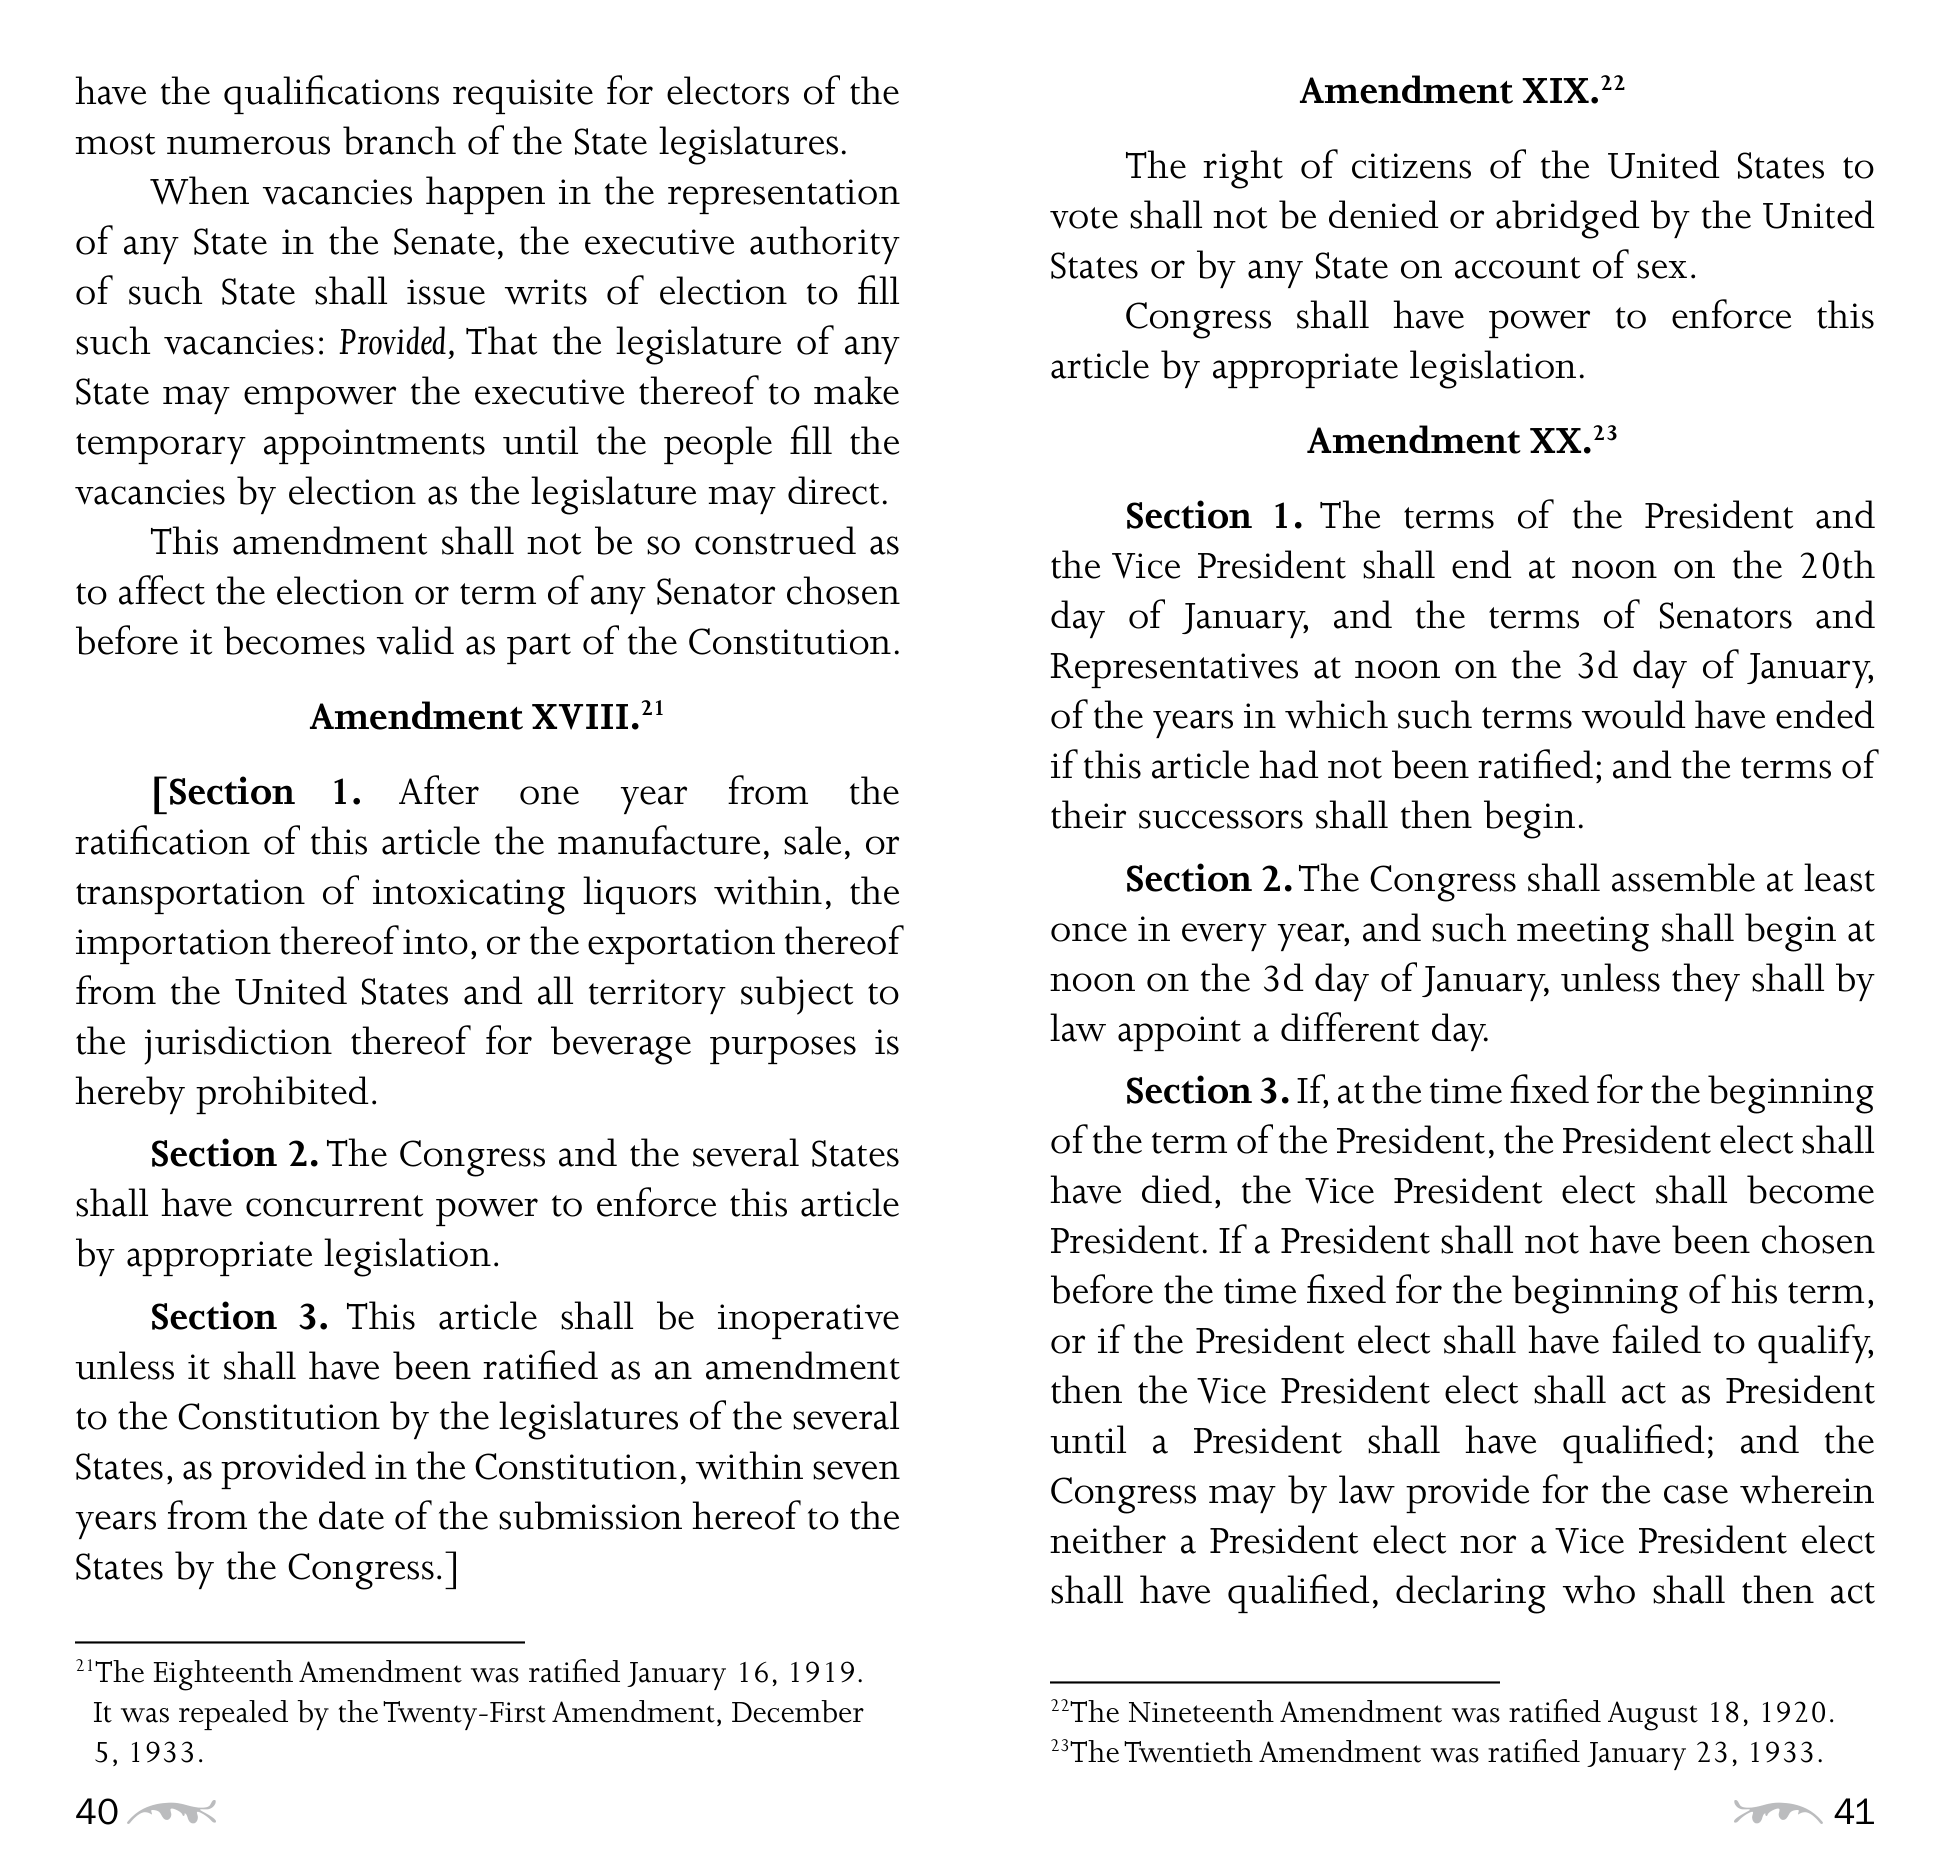 have the qualifications requisite for electors of the
most numerous branch of the State legislatures.
When vacancies happen in the representation
of any State in the Senate, the executive authority
of such State shall issue writs of election to fill
such vacancies: Provided, That the legislature of any
State may empower the executive thereof to make
temporary appointments until the people fill the
vacancies by election as the legislature may direct.
This amendment shall not be so construed as
to affect the election or term of any Senator chosen
before it becomes valid as part of the Constitution.
Amendment XVIII.²¹
[Section 1. After one year from the
ratification of this article the manufacture, sale, or
transportation of intoxicating liquors within, the
importation thereof into, or the exportation thereof
from the United States and all territory subject to
the jurisdiction thereof for beverage purposes is
hereby prohibited.
Section 2. The Congress and the several States
shall have concurrent power to enforce this article
by appropriate legislation.
Section 3. This article shall be inoperative
unless it shall have been ratified as an amendment
to the Constitution by the legislatures of the several
States, as provided in the Constitution, within seven
years from the date of the submission hereof to the
States by the Congress.]
²¹The Eighteenth Amendment was ratified January 16, 1919.
It was repealed by the Twenty-First Amendment, December
5, 1933.
40
Amendment XIX.²²
The right of citizens of the United States to
vote shall not be denied or abridged by the United
States or by any State on account of sex.
Congress shall have power to enforce this
article by appropriate legislation.
Amendment XX.²³
Section 1. The terms of the President and
the Vice President shall end at noon on the 20th
day of January, and the terms of Senators and
Representatives at noon on the 3d day of January,
of the years in which such terms would have ended
if this article had not been ratified; and the terms of
their successors shall then begin.
Section 2. The Congress shall assemble at least
once in every year, and such meeting shall begin at
noon on the 3d day of January, unless they shall by
law appoint a different day.
Section 3. If, at the time fixed for the beginning
of the term of the President, the President elect shall
have died, the Vice President elect shall become
President. If a President shall not have been chosen
before the time fixed for the beginning of his term,
or if the President elect shall have failed to qualify,
then the Vice President elect shall act as President
until a President shall have qualified; and the
Congress may by law provide for the case wherein
neither a President elect nor a Vice President elect
shall have qualified, declaring who shall then act
²²The Nineteenth Amendment was ratified August 18, 1920.
²³The Twentieth Amendment was ratified January 23, 1933.
41